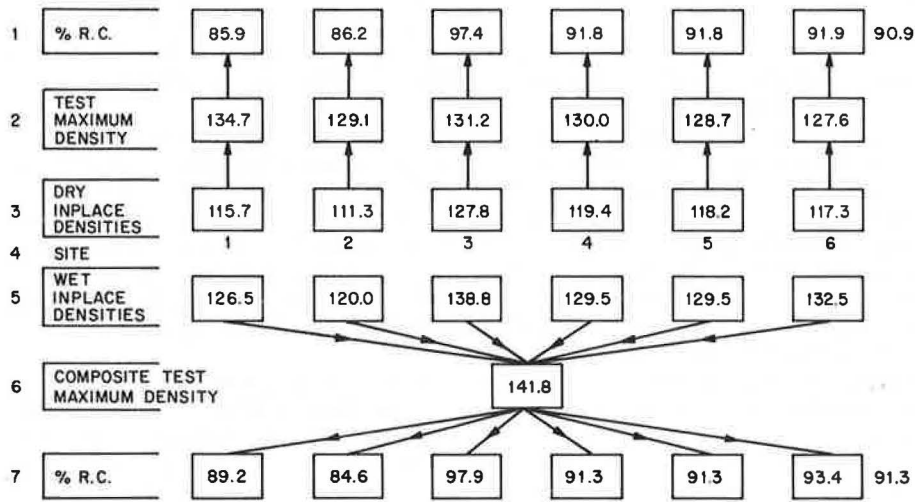 1 % R.C. 85.9 86.2 97.4 91.8 91.8 91.9 90.9
2 TEST MAXIMUM DENSITY 134.7 129.1 131.2 130.0 128.7 127.6
3 DRY INPLACE DENSITIES 115.7 111.3 127.8 119.4 118.2 117.3
4 SITE 1 2 3 4 5 6
5 WET INPLACE DENSITIES 126.5 120.0 138.8 129.5 129.5 132.5
6 COMPOSITE TEST MAXIMUM DENSITY 141.8
7 % R.C. 89.2 84.6 97.9 91.3 91.3 93.4 91.3